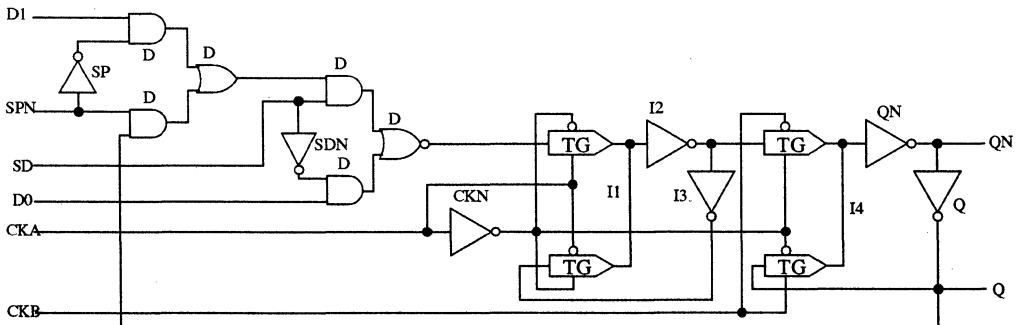 D1
D
D
SP
D
SPN
D
D
I2
QN
TG
TG
QN
SDN
SD
D
I1
I3
D0
CKN
I4
Q
CKA
TG
TG
Q
CKB